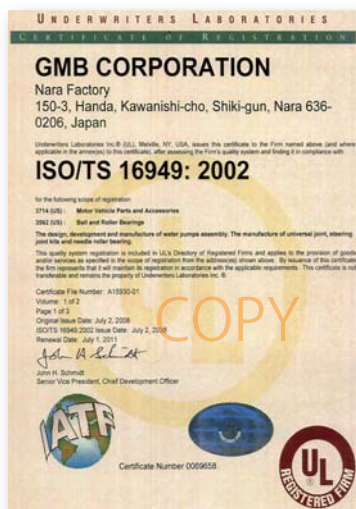 UNDERWRITERS LABORATORIES
CERTIFICATE OF REGISTRATION
GMB CORPORATION
Nara Factory
150-3, Handa, Kawanishi-cho, Shiki-gun, Nara 636-
0206, Japan
Underwriters Laboratories Inc.® (UL), Melville, NY, USA, issues this certificate to the Firm named above (and where
applicable in the annex(es) to this certificate), after assessing the Firm's quality system and finding it in compliance with
ISO/TS 16949: 2002
for the following scope of registration
3714 (US) : Motor Vehicle Parts and Accessories
3562 (US) : Ball and Roller Bearings
The design, development and manufacture of water pumps assembly. The manufacture of universal joint, steering
joint kits and needle roller bearing.
This quality system registration is included in UL's Directory of Registered Firms and applies to the provision of goods
and/or services as specified in the scope of registration from the address(es) shown above. By issuance of this certificate
the firm represents that it will maintain its registration in accordance with the applicable requirements. This certificate is not
transferable and remains the property of Underwriters Laboratories Inc. ®.
Certificate File Number: A15930-01
Volume: 1 of 2
Page 1 of 3
Original Issue Date: July 2, 2008
ISO/TS 16949:2002 Issue Date: July 2, 2008
Renewal Date: July 1, 2011
COPY
John H. Schmidt
Senior Vice President, Chief Development Officer
IATF
Certificate Number 0069658
UL
REGISTERED FIRM